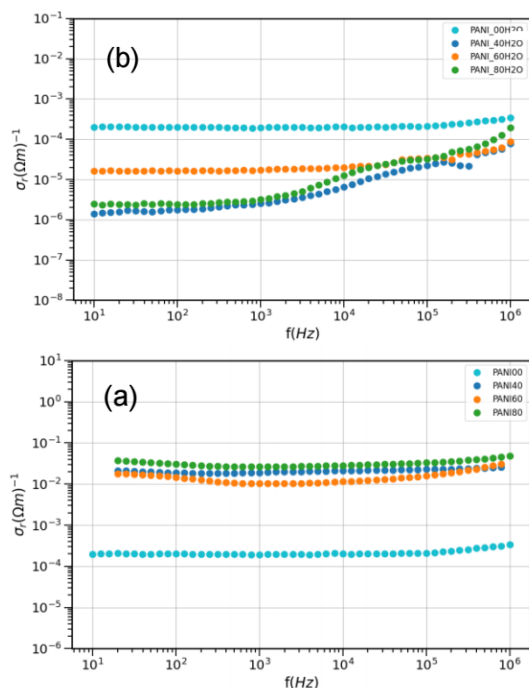 (b)
PANI_00H2O
PANI_40H2O
PANI_60H2O
PANI_80H2O
10⁻¹
10⁻²
10⁻³
10⁻⁴
10⁻⁵
10⁻⁶
10⁻⁷
10⁻⁸
σᵣ(Ωm)⁻¹
10¹ 10² 10³ 10⁴ 10⁵ 10⁶
f(Hz)
(a)
PANI00
PANI40
PANI60
PANI80
10¹
10⁰
10⁻¹
10⁻²
10⁻³
10⁻⁴
10⁻⁵
10⁻⁶
σᵣ(Ωm)⁻¹
10¹ 10² 10³ 10⁴ 10⁵ 10⁶
f(Hz)